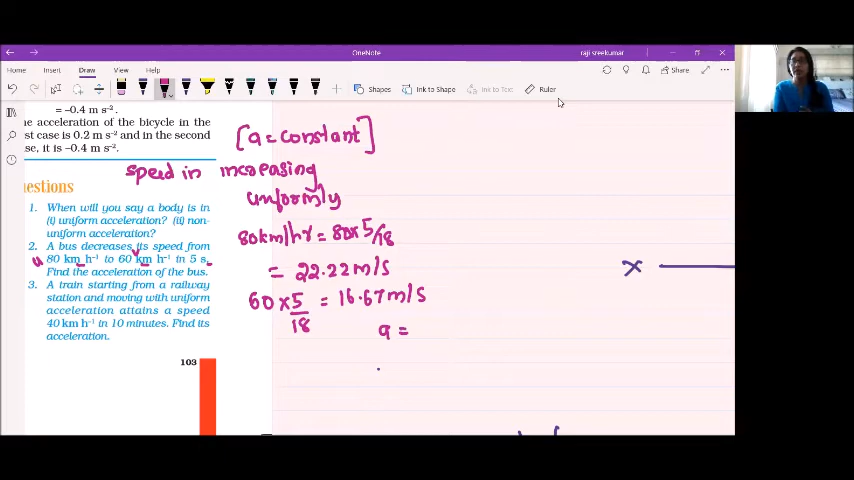 OneNote
raji sreekumar
Home Insert Draw View Help
Share
Shapes Ink to Shape Ink to Text Ruler
= –0.4 m s⁻².
ne acceleration of the bicycle in the
st case is 0.2 m s⁻² and in the second
se, it is –0.4 m s⁻².
[a = constant]
speed in increasing
uniformly
uestions
1. When will you say a body is in
(i) uniform acceleration? (ii) non-
uniform acceleration?
2. A bus decreases its speed from
80 km h⁻¹ to 60 km h⁻¹ in 5 s.
Find the acceleration of the bus.
u
v
3. A train starting from a railway
station and moving with uniform
acceleration attains a speed
40 km h⁻¹ in 10 minutes. Find its
acceleration.
103
80km/hr = 80 x 5/18
= 22.22 m/s
60 x 5/18 = 16.67 m/s
a =
x